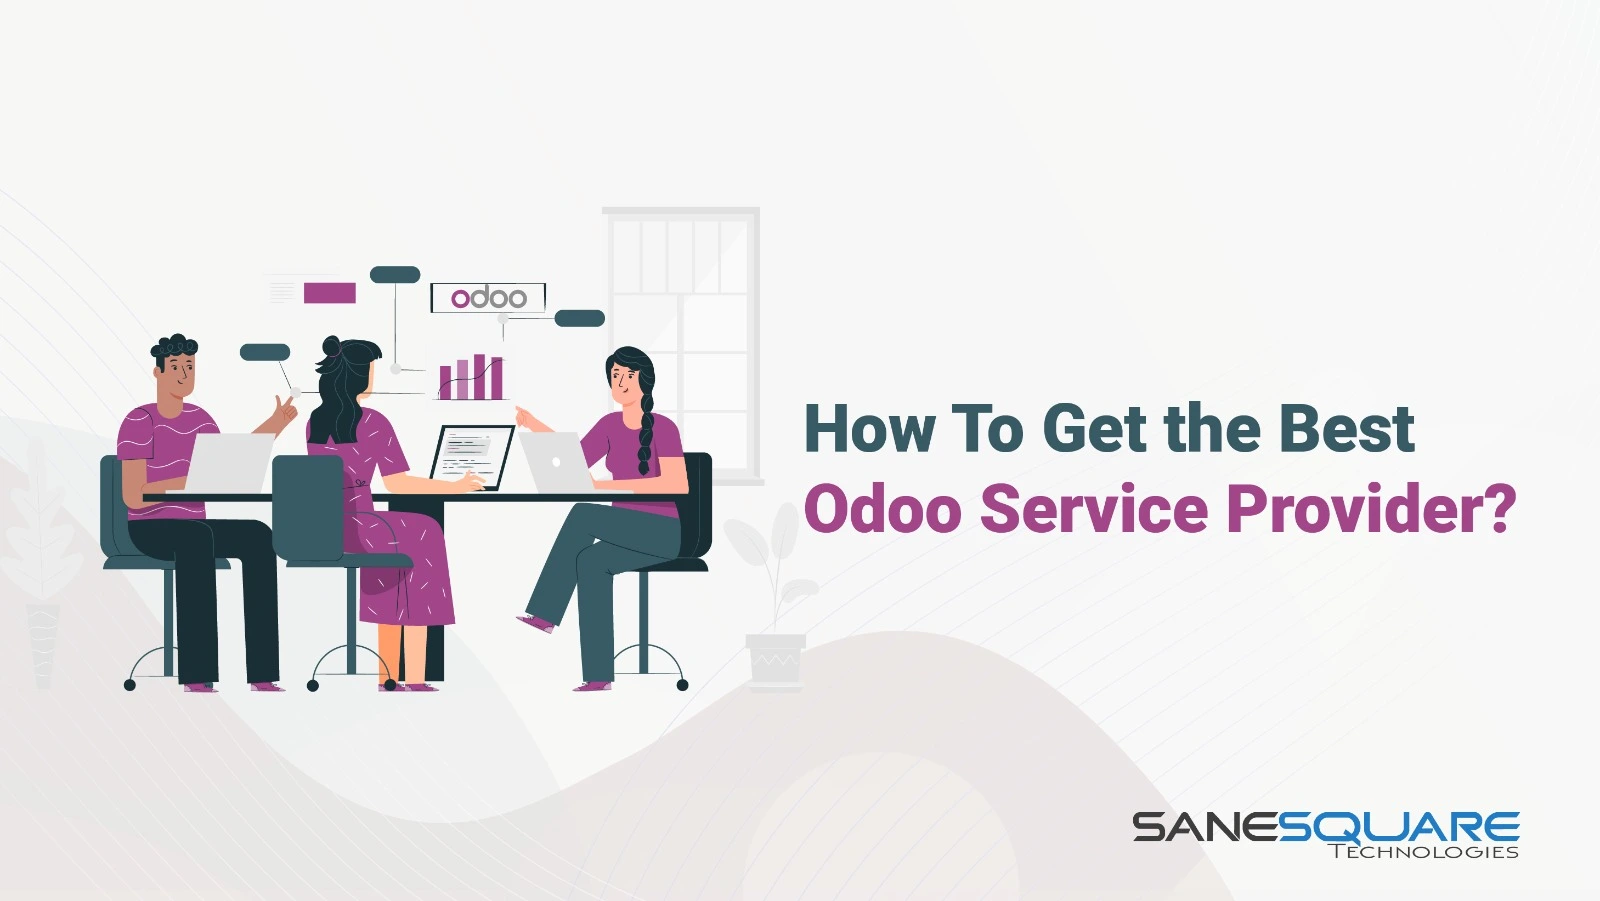 odoo
How To Get the Best
Odoo Service Provider?
SANESQUARE
TECHNOLOGIES